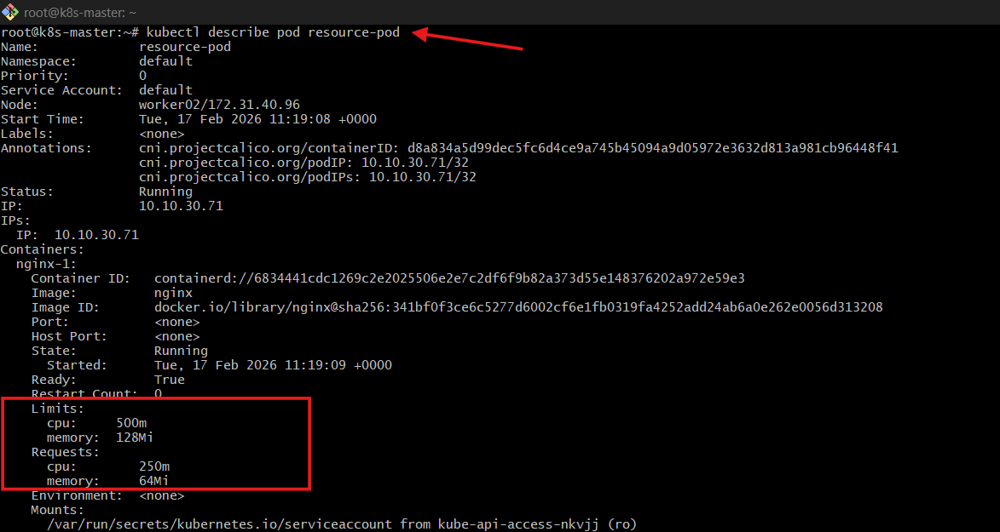 root@k8s-master: ~
root@k8s-master:~# kubectl describe pod resource-pod
Name:             resource-pod
Namespace:        default
Priority:         0
Service Account:  default
Node:             worker02/172.31.40.96
Start Time:       Tue, 17 Feb 2026 11:19:08 +0000
Labels:           <none>
Annotations:      cni.projectcalico.org/containerID: d8a834a5d99dec5fc6d4ce9a745b45094a9d05972e3632d813a981cb96448f41
                  cni.projectcalico.org/podIP: 10.10.30.71/32
                  cni.projectcalico.org/podIPs: 10.10.30.71/32
Status:           Running
IP:               10.10.30.71
IPs:
  IP:  10.10.30.71
Containers:
  nginx-1:
    Container ID:   containerd://6834441cdc1269c2e2025506e2e7c2df6f9b82a373d55e148376202a972e59e3
    Image:          nginx
    Image ID:       docker.io/library/nginx@sha256:341bf0f3ce6c5277d6002cf6e1fb0319fa4252add24ab6a0e262e0056d313208
    Port:           <none>
    Host Port:      <none>
    State:          Running
      Started:      Tue, 17 Feb 2026 11:19:09 +0000
    Ready:          True
    Restart Count:  0
    Limits:
      cpu:     500m
      memory:  128Mi
    Requests:
      cpu:        250m
      memory:     64Mi
    Environment:  <none>
    Mounts:
      /var/run/secrets/kubernetes.io/serviceaccount from kube-api-access-nkvjj (ro)